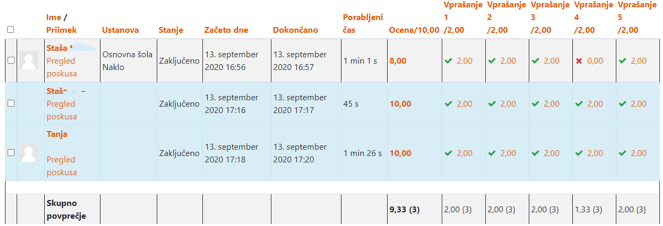 Ime / Priimek Ustanova Stanje Začeto dne Dokončano Porabljeni čas Ocena/10,00 Vprašanje 1 /2,00 Vprašanje 2 /2,00 Vprašanje 3 /2,00 Vprašanje 4 /2,00 Vprašanje 5 /2,00
Staša
Pregled poskusa Osnovna šola Naklo Zaključeno 13. september 2020 16:56 13. september 2020 16:57 1 min 1 s 8,00 2,00 2,00 2,00 0,00 2,00
Pregled poskusa Zaključeno 13. september 2020 17:16 13. september 2020 17:17 45 s 10,00 2,00 2,00 2,00 2,00 2,00
Tanja
Pregled poskusa Zaključeno 13. september 2020 17:18 13. september 2020 17:20 1 min 26 s 10,00 2,00 2,00 2,00 2,00 2,00
Skupno povprečje 9,33 (3) 2,00 (3) 2,00 (3) 2,00 (3) 1,33 (3) 2,00 (3)